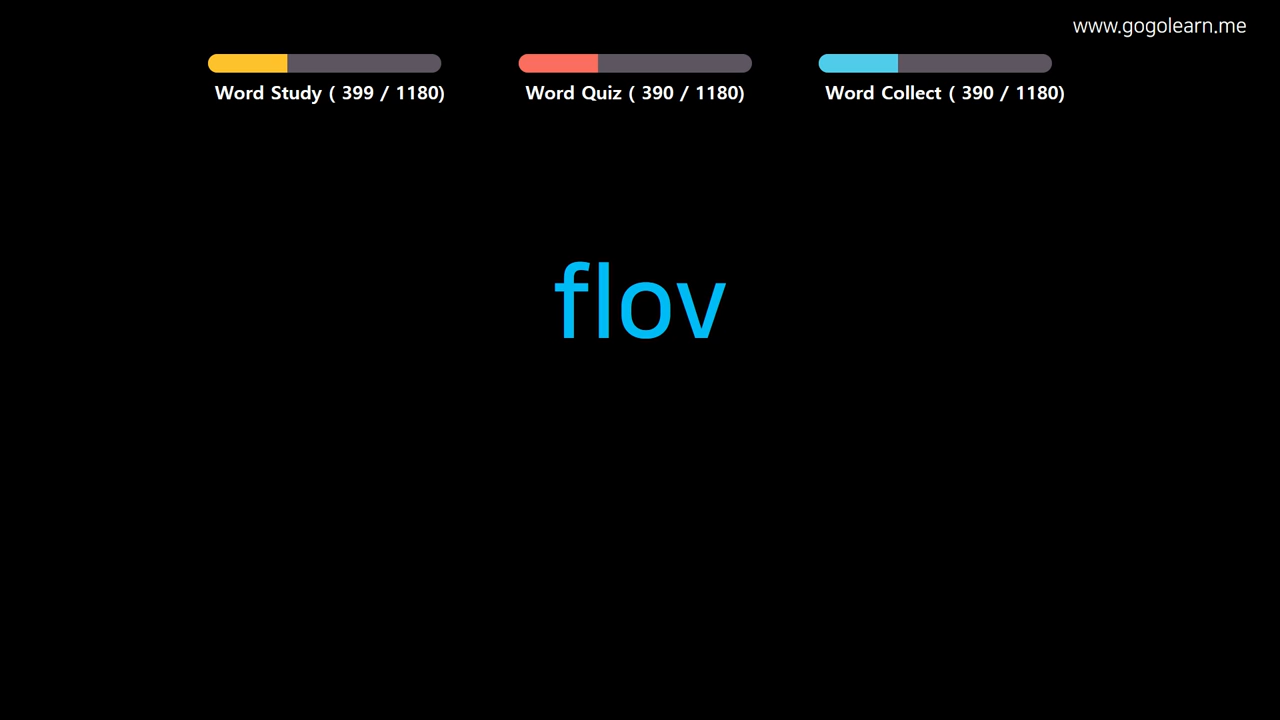 www.gogolearn.me
Word Study ( 399 / 1180)
Word Quiz ( 390 / 1180)
Word Collect ( 390 / 1180)
flov